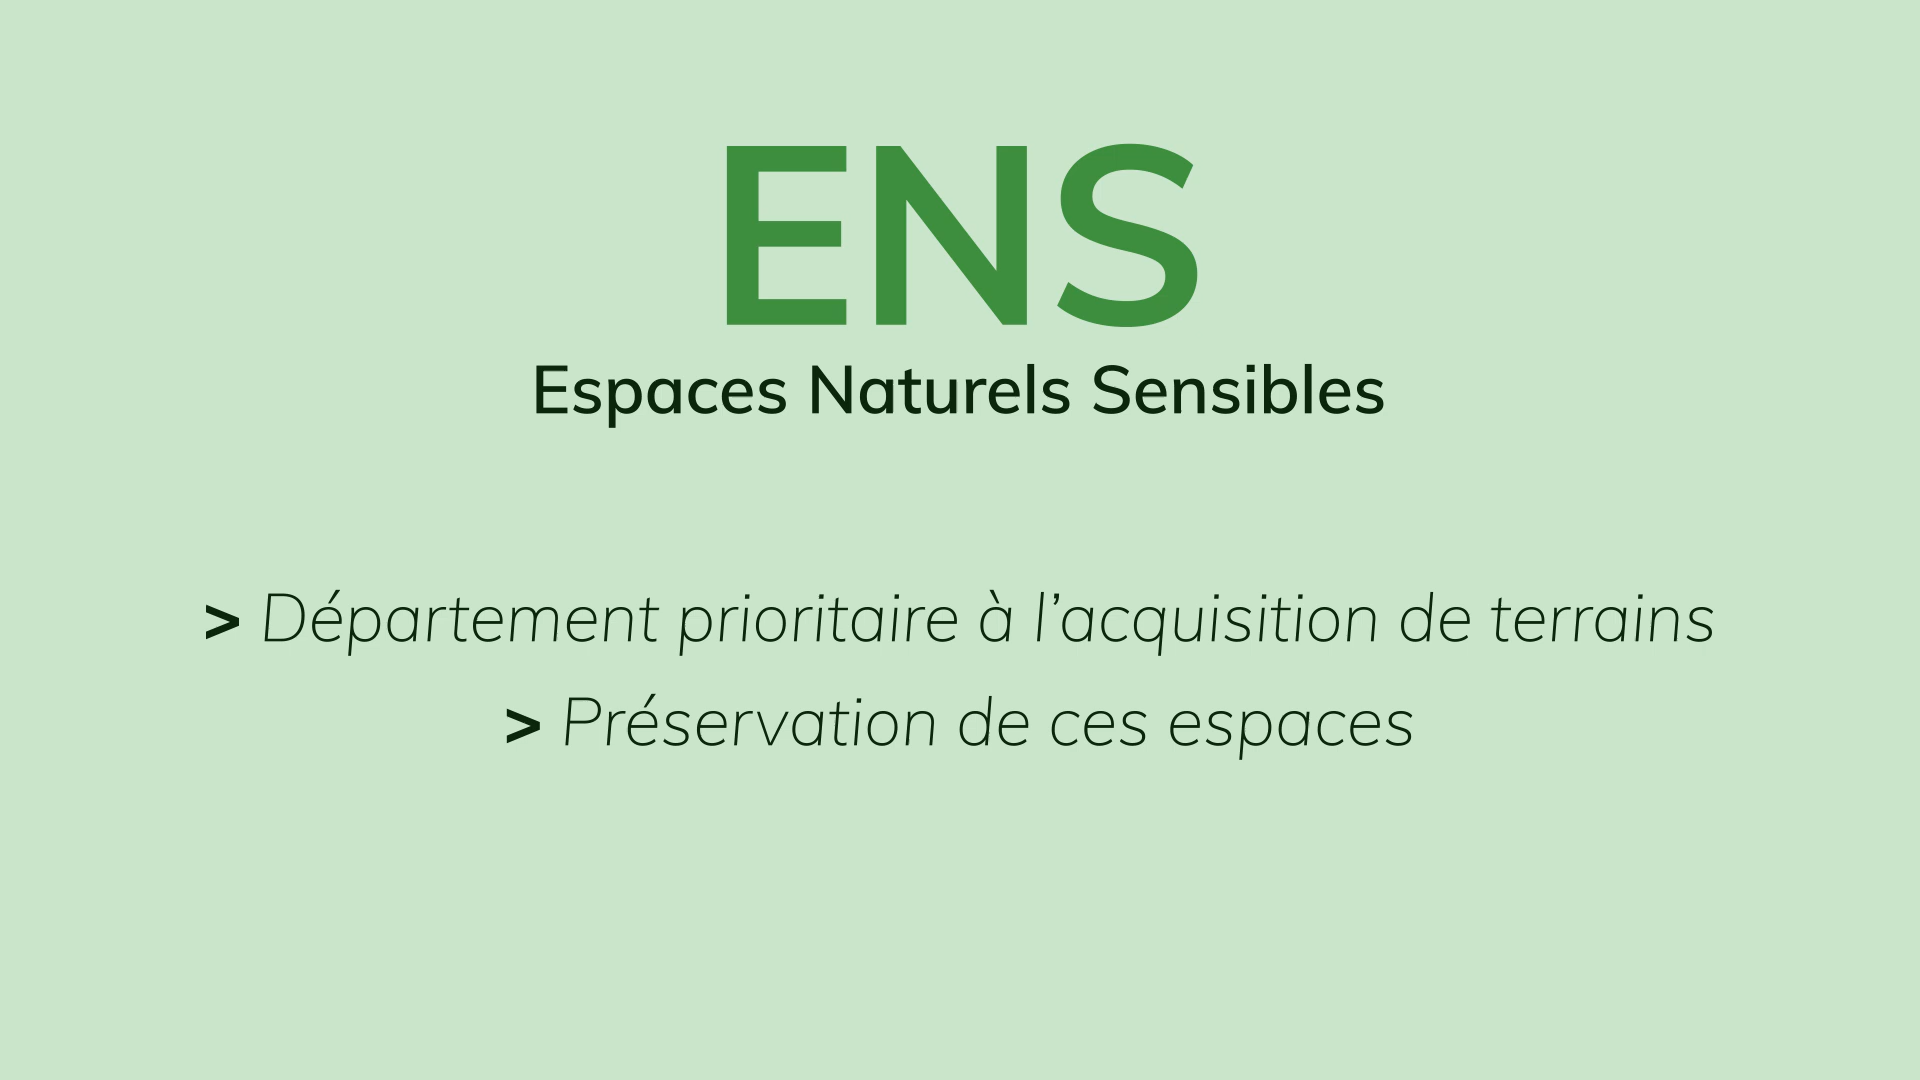 ENS
Espaces Naturels Sensibles
> Département prioritaire à l’acquisition de terrains
> Préservation de ces espaces